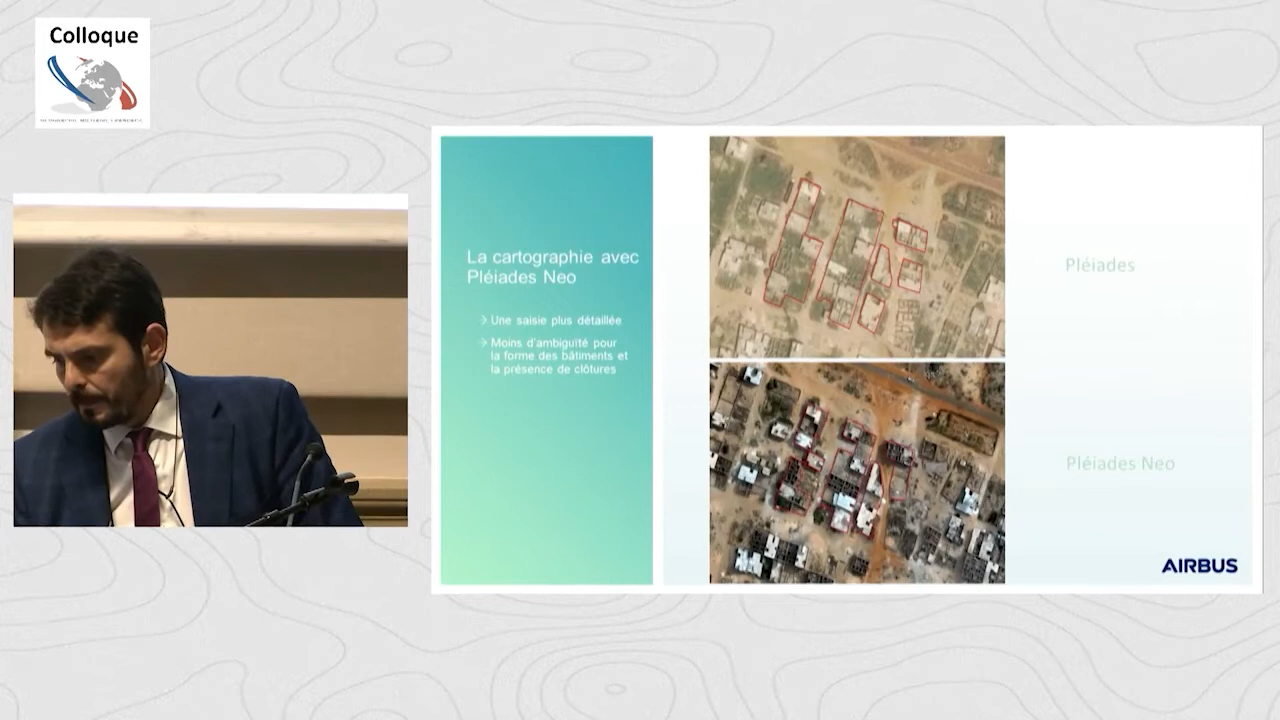 Colloque
La cartographie avec
Pléiades Neo
→ Une saisie plus détaillée
→ Moins d'ambiguïté pour
la forme des bâtiments et
la présence de clôtures
Pléiades
Pléiades Neo
AIRBUS